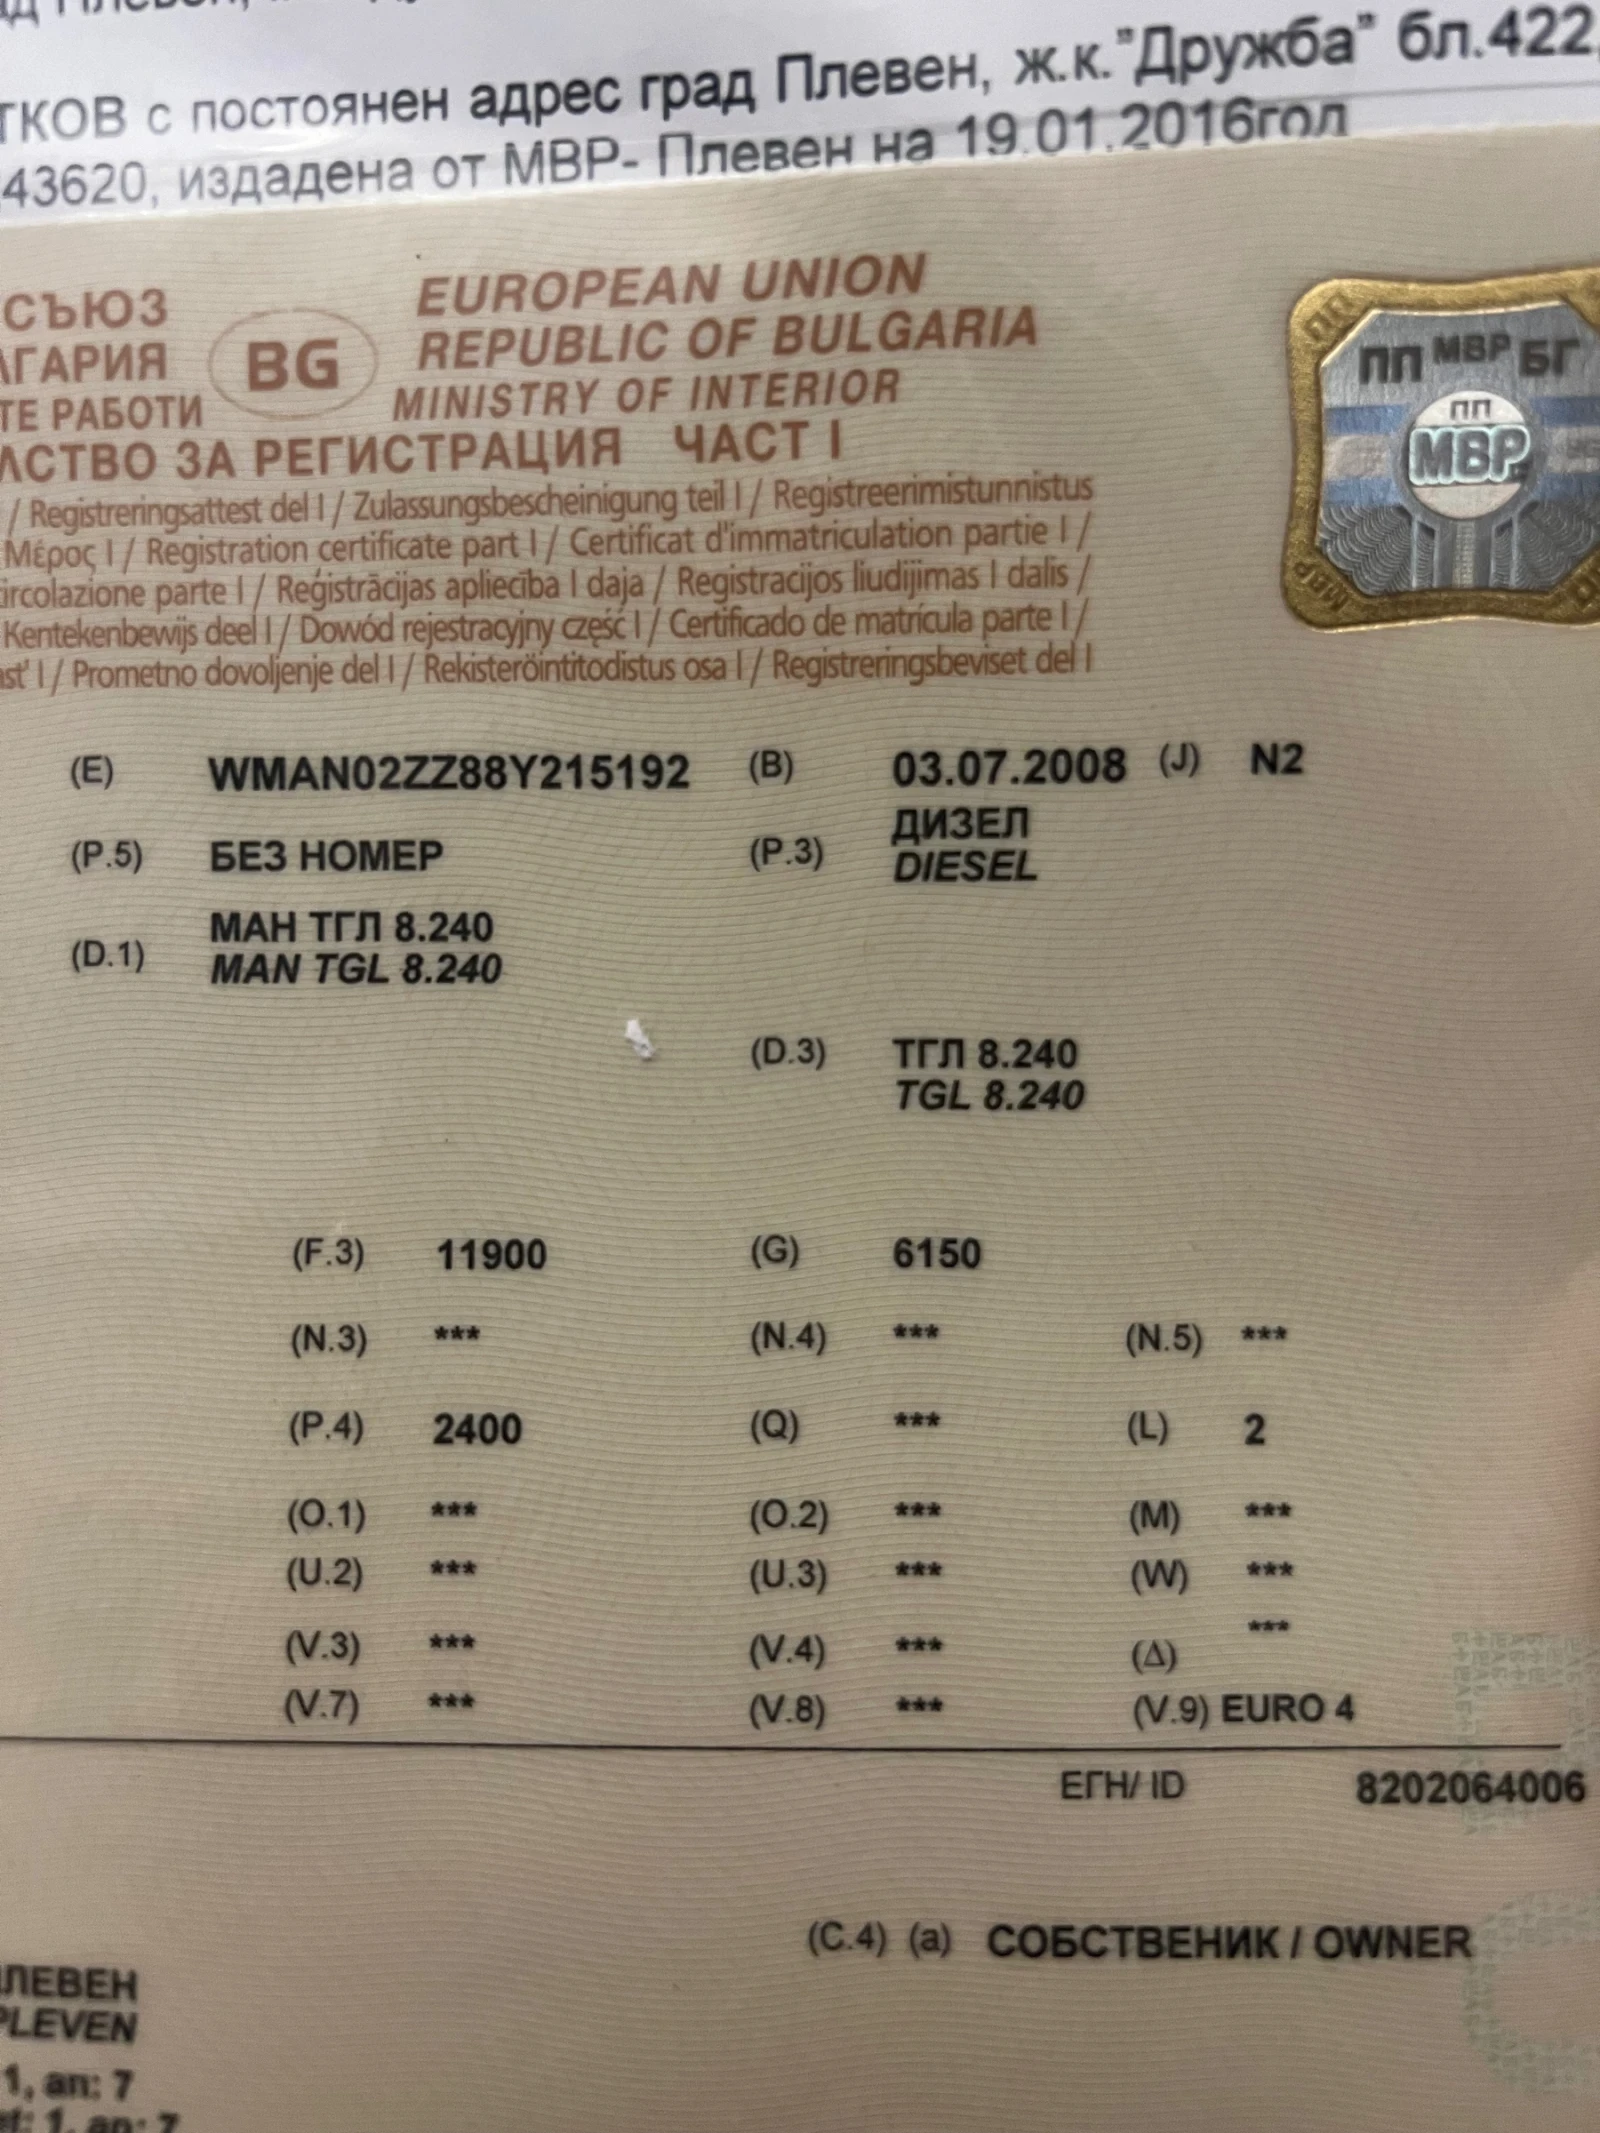 ТКОВ с постоянен адрес град Плевен, ж.к."Дружба" бл.422,
43620, издадена от МВР- Плевен на 19.01.2016год
СЪЮЗ
EUROPEAN UNION
BG
REPUBLIC OF BULGARIA
ТЕ РАБОТИ
MINISTRY OF INTERIOR
ЗА РЕГИСТРАЦИЯ ЧАСТ I
/ Registreringsattest del I / Zulassungsbescheinigung teil I / Registreerimistunnistus
Μέρος I / Registration certificate part I / Certificat d'immatriculation partie I /
ircolazione parte I / Reģistrācijas apliecība I daja / Registracijos liudijimas I dalis /
Kentekenbewijs deel I / Dowód rejestracyjny część I / Certificado de matrícula parte I /
I / Prometno dovoljenje del I / Rekisteröintitodistus osa I / Registreringsbeviset del I
ПП МВР БГ
ПП
МВР
(E) WMAN02ZZ88Y215192 (B) 03.07.2008 (J) N2
(P.5) БЕЗ НОМЕР (P.3) ДИЗЕЛ
DIESEL
(D.1) МАН ТГЛ 8.240
MAN TGL 8.240
(D.3) ТГЛ 8.240
TGL 8.240
(F.3) 11900 (G) 6150
(N.3) *** (N.4) *** (N.5) ***
(P.4) 2400 (Q) *** (L) 2
(O.1) *** (O.2) *** (M) ***
(U.2) *** (U.3) *** (W) ***
(V.3) *** (V.4) *** (Δ) ***
(V.7) *** (V.8) *** (V.9) EURO 4
ЕГН/ ID 8202064006
(C.4) (a) СОБСТВЕНИК / OWNER
ЛЕВЕН
PLEVEN
1, ап: 7
1, ap: 7